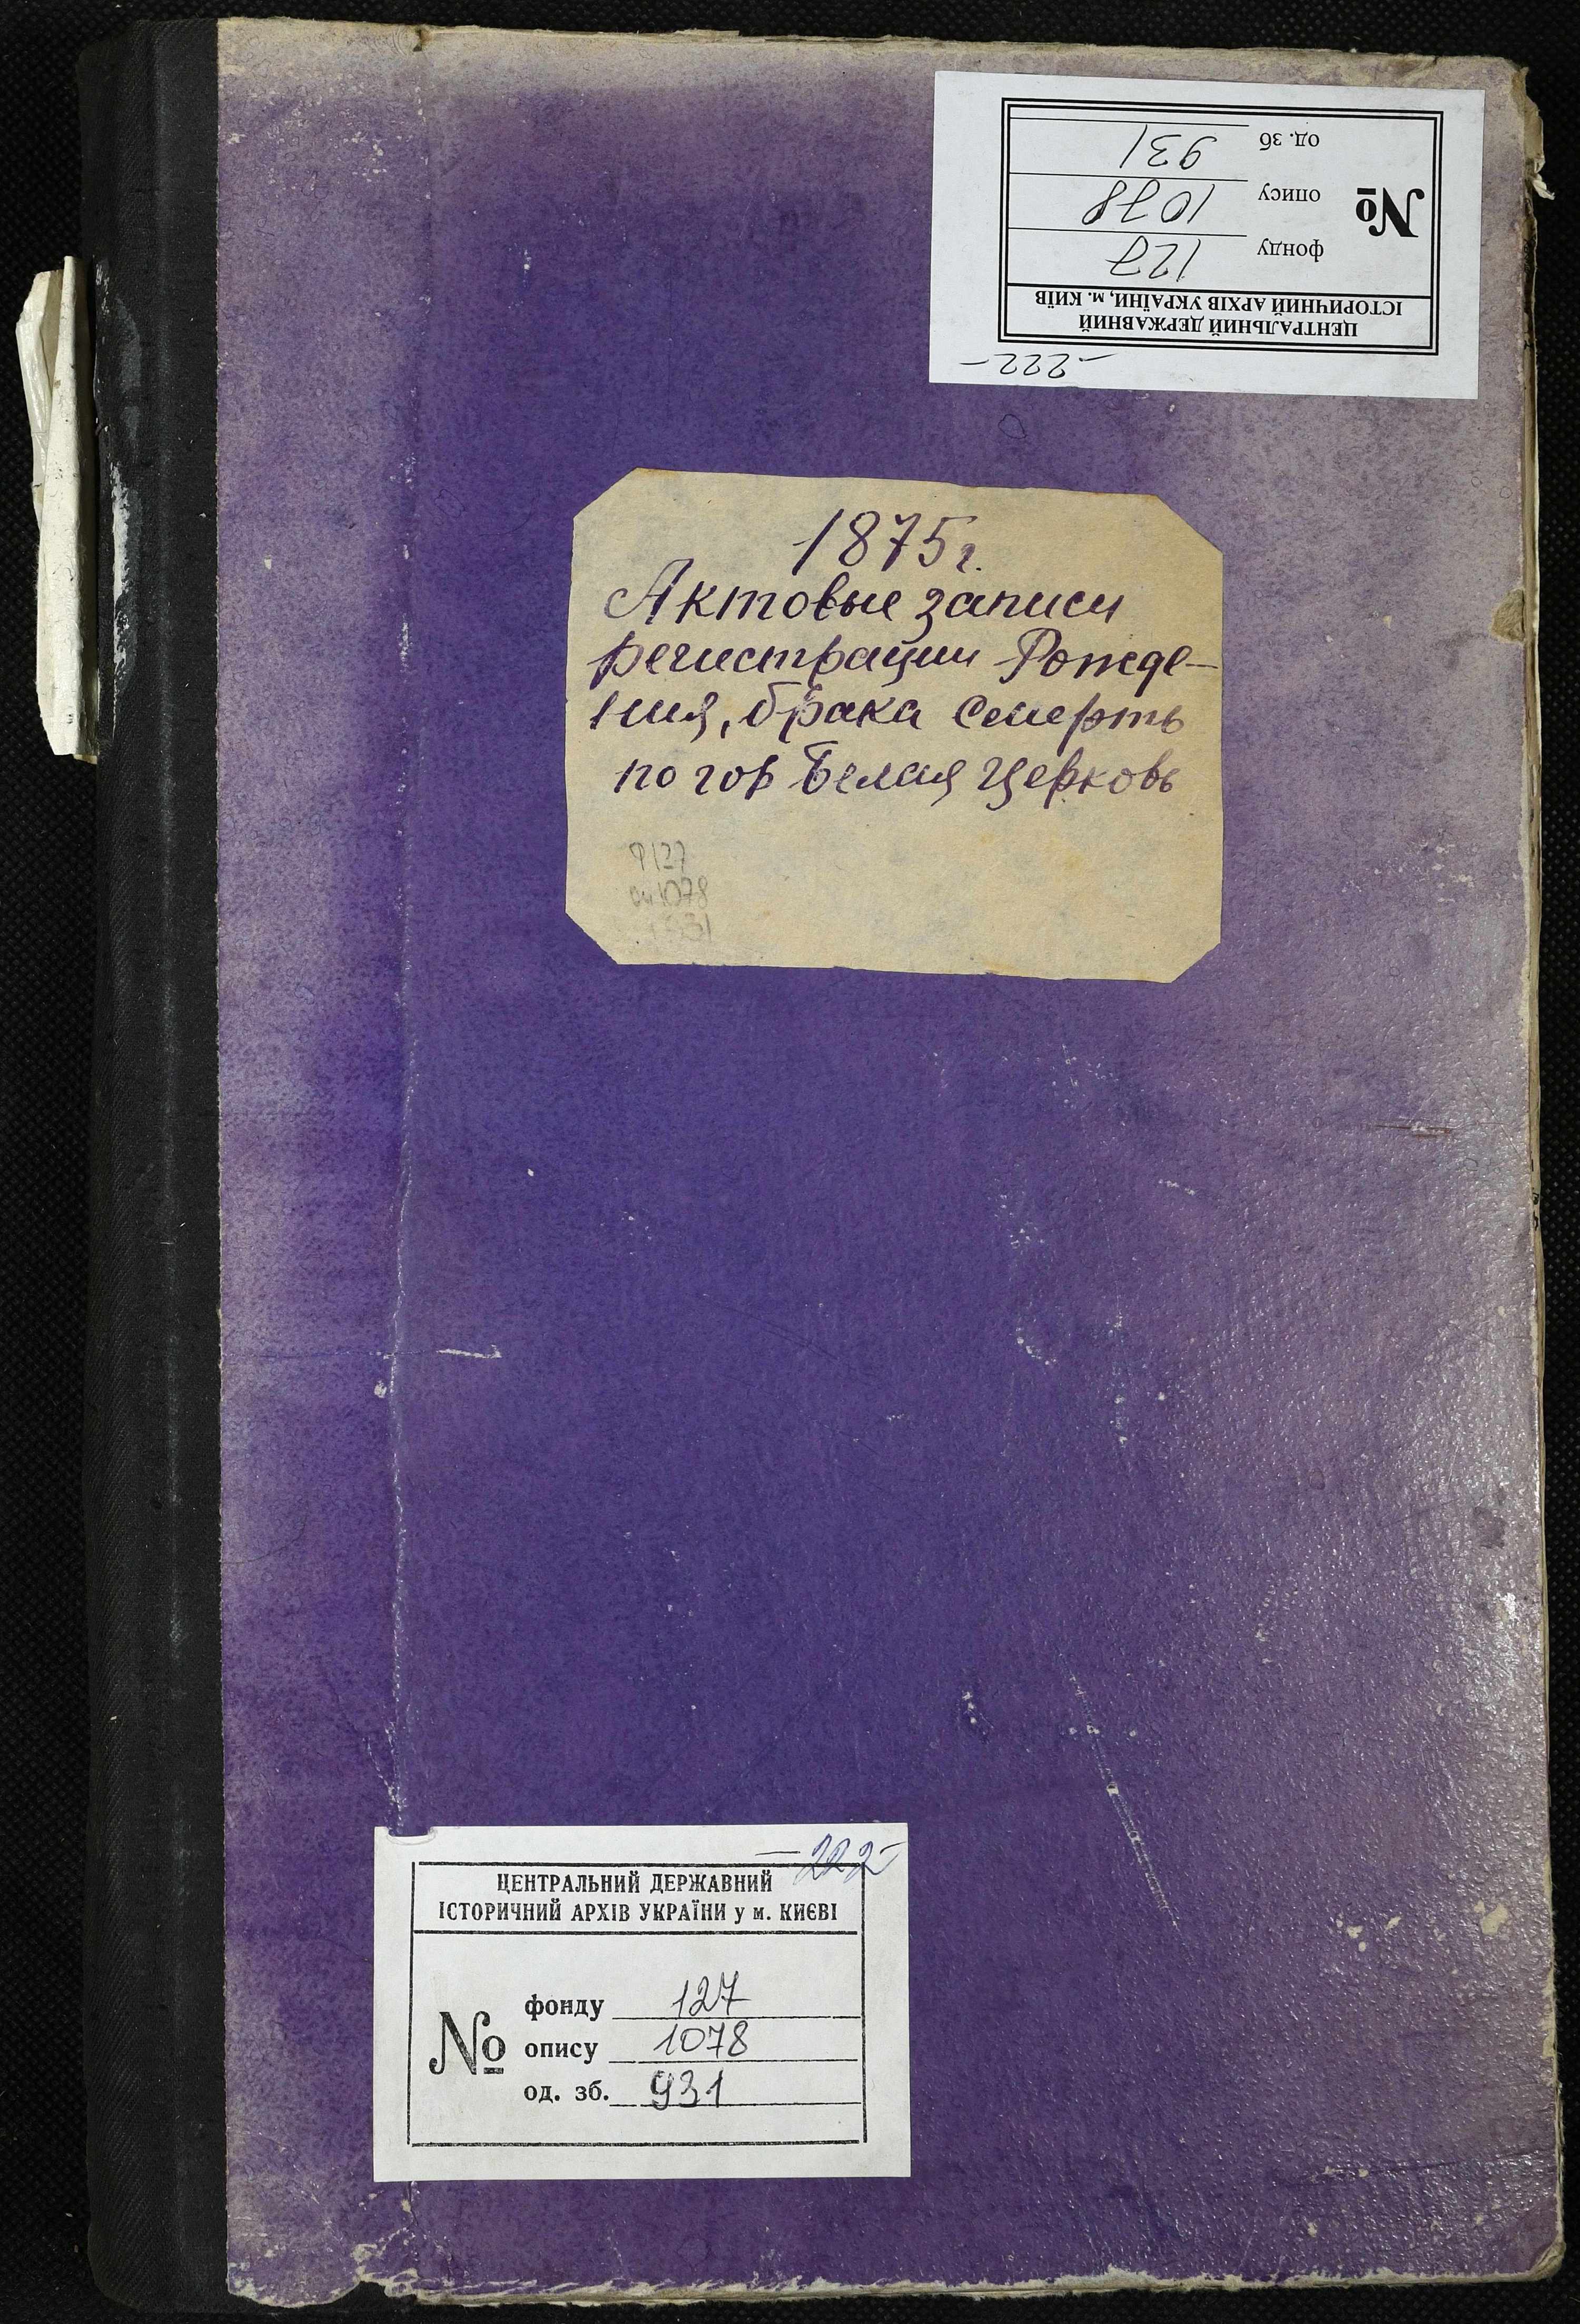 ЦЕНТРАЛЬНИЙ ДЕРЖАВНИЙ
ІСТОРИЧНИЙ АРХІВ УКРАЇНИ, м. КИЇВ
№
фонду 127
опису 1078
од. зб 931
-222-
1875г.
Актовые записи
регистрации Рожде-
ния, брака смерть
по гор Белая Церковь
Ф127
оп1078
931
-222-
ЦЕНТРАЛЬНИЙ ДЕРЖАВНИЙ
ІСТОРИЧНИЙ АРХІВ УКРАЇНИ у м. КИЄВІ
№
фонду 127
опису 1078
од. зб. 931